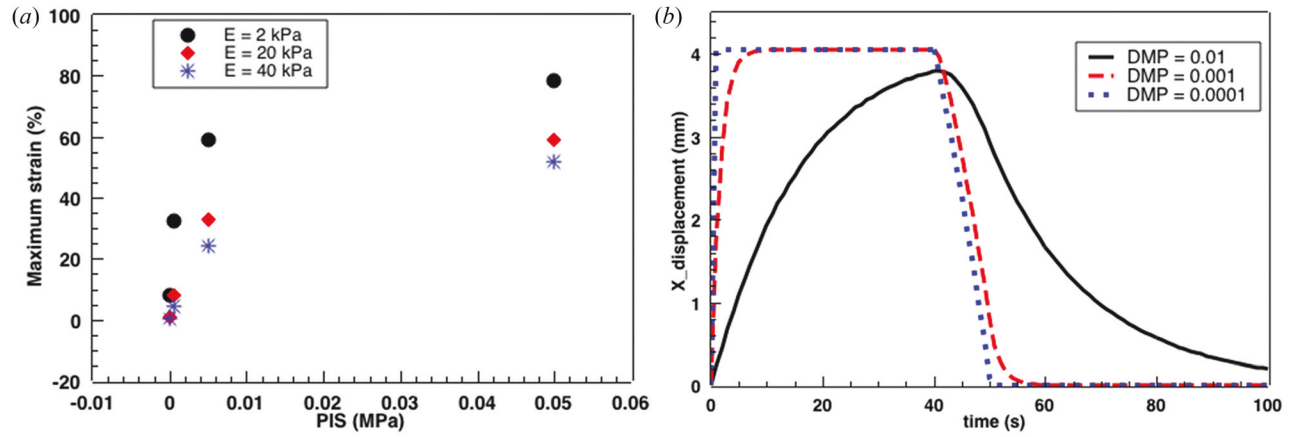 (a)
100
80
60
40
20
0
-20
Maximum strain (%)
E = 2 kPa
E = 20 kPa
E = 40 kPa
-0.01 0 0.01 0.02 0.03 0.04 0.05 0.06
PIS (MPa)
(b)
4
2
0
X_displacement (mm)
DMP = 0.01
DMP = 0.001
DMP = 0.0001
0 20 40 60 80 100
time (s)